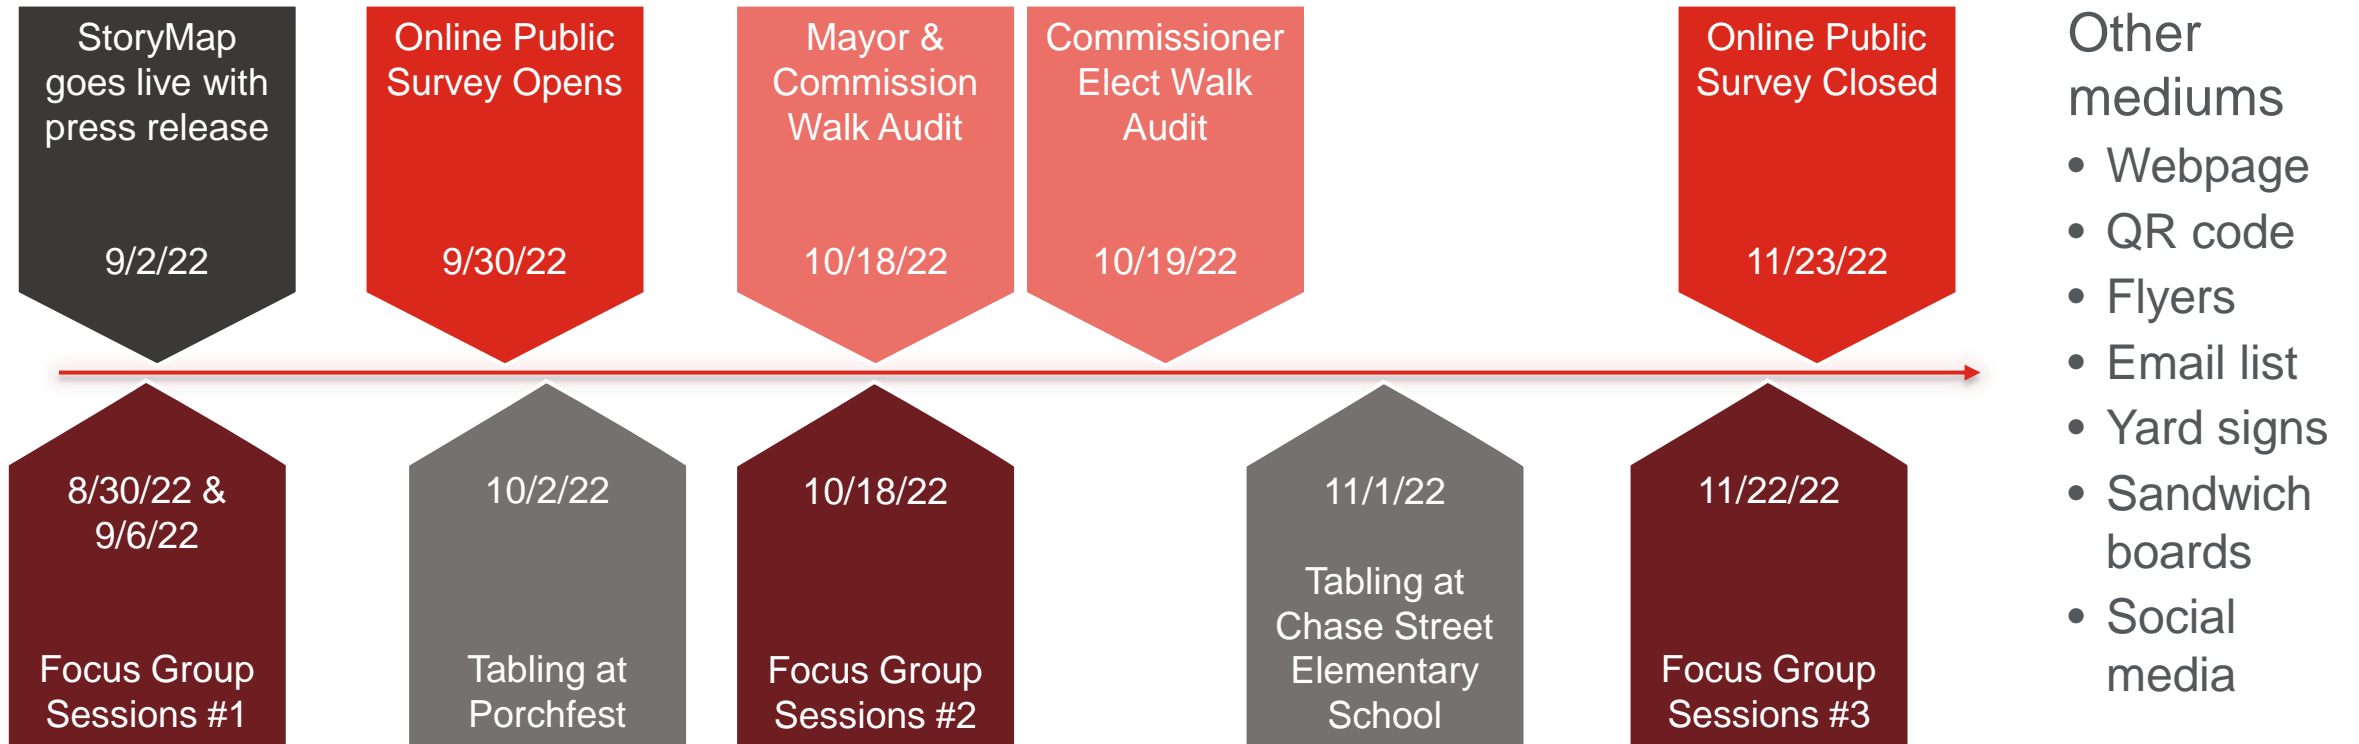 StoryMap
goes live with
press release
9/2/22
Online Public
Survey Opens
9/30/22
Mayor &
Commission
Walk Audit
10/18/22
Commissioner
Elect Walk
Audit
10/19/22
Online Public
Survey Closed
11/23/22
8/30/22 &
9/6/22
Focus Group
Sessions #1
10/2/22
Tabling at
Porchfest
10/18/22
Focus Group
Sessions #2
11/1/22
Tabling at
Chase Street
Elementary
School
11/22/22
Focus Group
Sessions #3
Other
mediums
• Webpage
• QR code
• Flyers
• Email list
• Yard signs
• Sandwich
boards
• Social
media